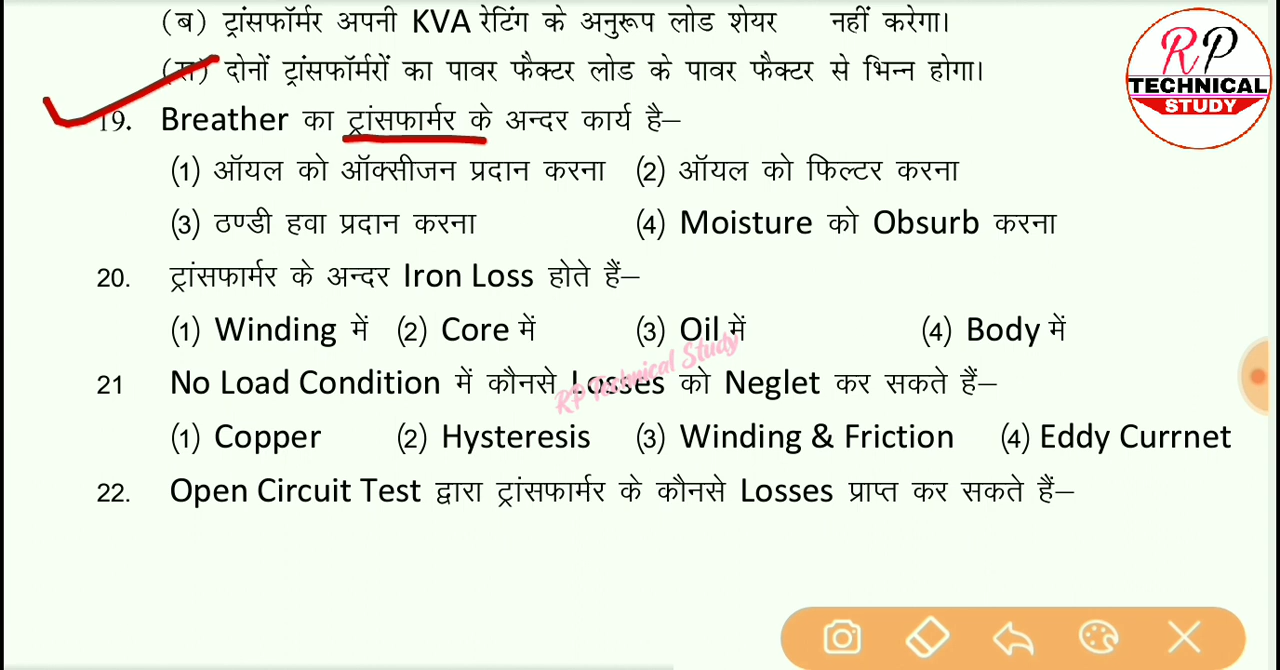 (ब) ट्रांसफॉर्मर अपनी KVA रेटिंग के अनुरूप लोड शेयर नहीं करेगा।
(स) दोनों ट्रांसफॉर्मरों का पावर फैक्टर लोड के पावर फैक्टर से भिन्न होगा।
RP
TECHNICAL
STUDY
19. Breather का ट्रांसफार्मर के अन्दर कार्य है–
(1) ऑयल को ऑक्सीजन प्रदान करना (2) ऑयल को फिल्टर करना
(3) ठण्डी हवा प्रदान करना (4) Moisture को Obsurb करना
20. ट्रांसफार्मर के अन्दर Iron Loss होते हैं–
(1) Winding में (2) Core में (3) Oil में (4) Body में
RP Technical Study
21 No Load Condition में कौनसे Losses को Neglet कर सकते हैं–
(1) Copper (2) Hysteresis (3) Winding & Friction (4) Eddy Currnet
22. Open Circuit Test द्वारा ट्रांसफार्मर के कौनसे Losses प्राप्त कर सकते हैं–